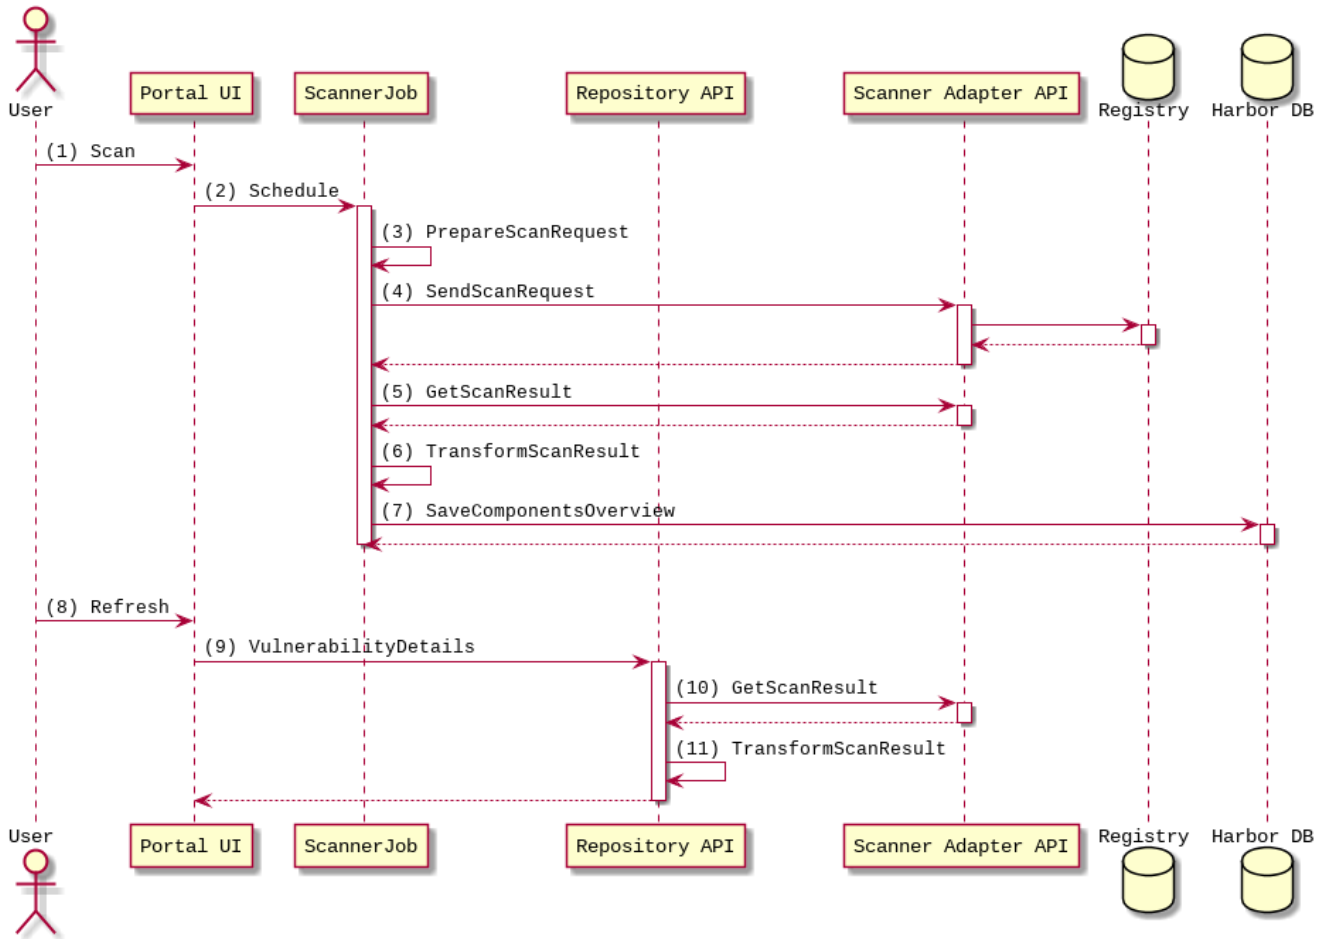 User
Portal UI
ScannerJob
Repository API
Scanner Adapter API
Registry
Harbor DB
(1) Scan
(2) Schedule
(3) PrepareScanRequest
(4) SendScanRequest
(5) GetScanResult
(6) TransformScanResult
(7) SaveComponentsOverview
(8) Refresh
(9) VulnerabilityDetails
(10) GetScanResult
(11) TransformScanResult
User
Portal UI
ScannerJob
Repository API
Scanner Adapter API
Registry
Harbor DB